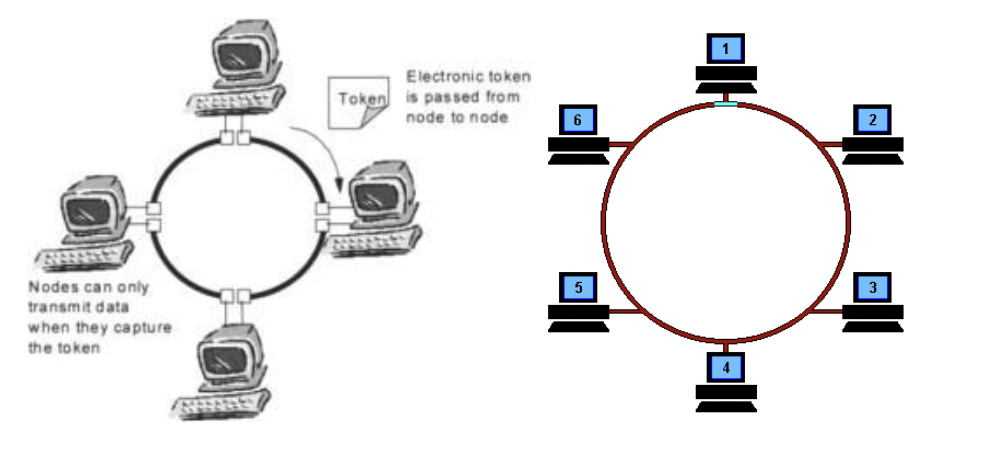 Token
Electronic token
is passed from
node to node
Nodes can only
transmit data
when they capture
the token
1
6
2
5
3
4